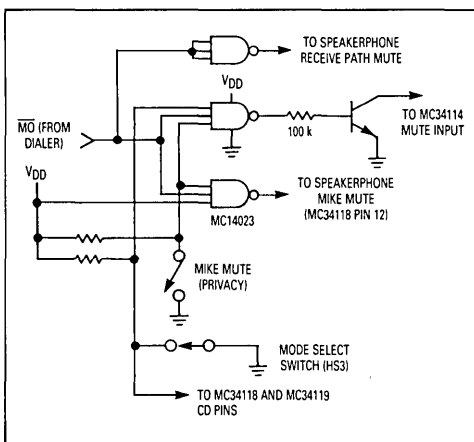 TO SPEAKERPHONE
RECEIVE PATH MUTE
VDD
MO (FROM
DIALER)
100 k
TO MC34114
MUTE INPUT
VDD
TO SPEAKERPHONE
MIKE MUTE
(MC34118 PIN 12)
MC14023
MIKE MUTE
(PRIVACY)
MODE SELECT
SWITCH (HS3)
TO MC34118 AND MC34119
CD PINS